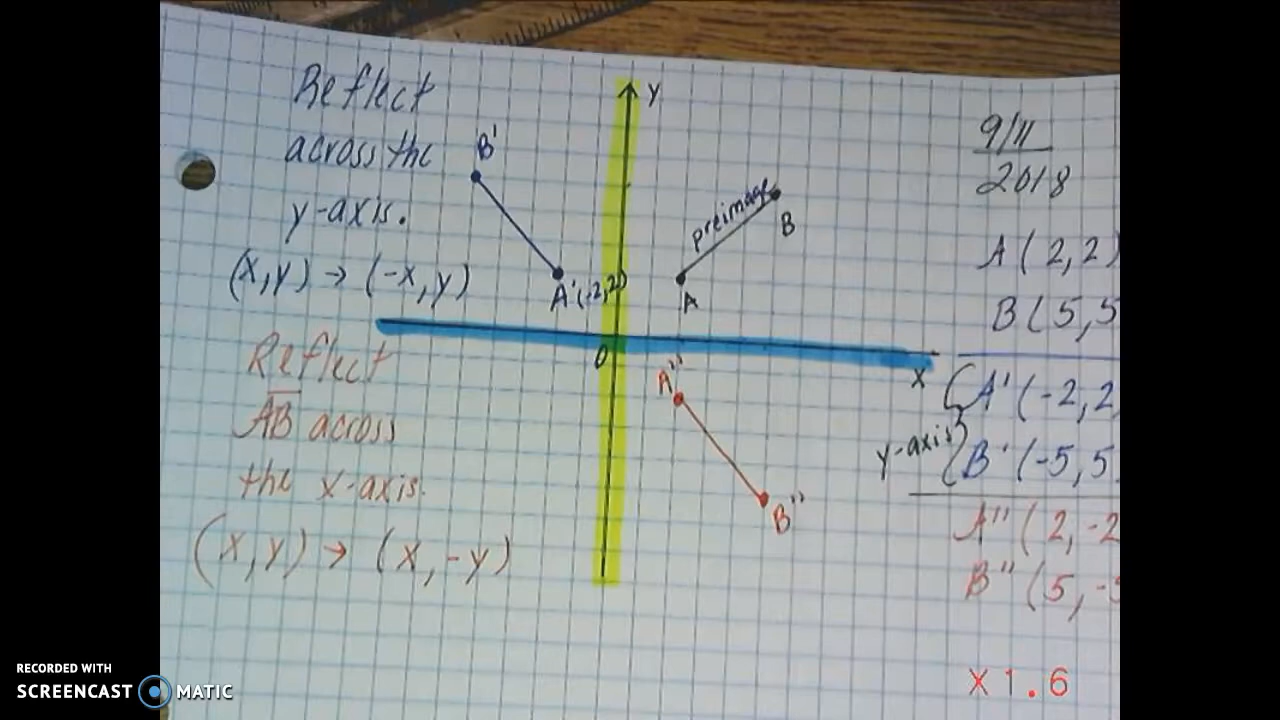 Reflect
across the
y-axis.
(x,y) → (-x,y)
Reflect
AB across
the x-axis.
(x,y) → (x,-y)
Y
B'
A'(-2,2)
preimage
B
A
0
X
A"
B"
9/11
2018
A(2,2)
B(5,5
A'(-2,2
y-axis
B'(-5,5
A"(2,-2
B"(5,-5
X1.6
RECORDED WITH
SCREENCAST MATIC